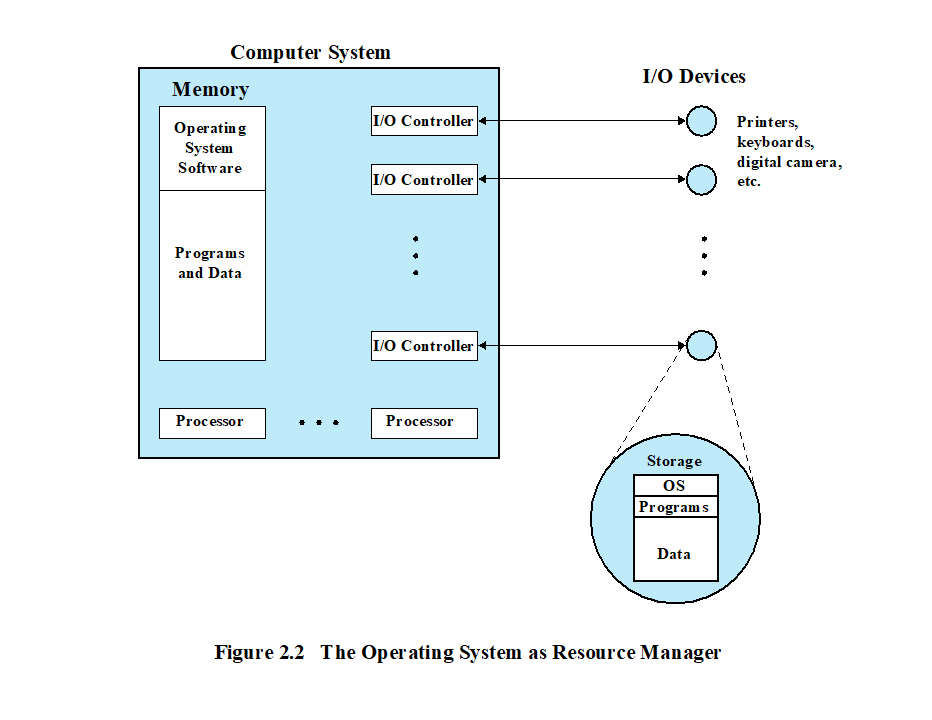 Computer System
I/O Devices
Memory
Operating
System
Software
Programs
and Data
I/O Controller
I/O Controller
I/O Controller
Printers,
keyboards,
digital camera,
etc.
Processor
Processor
Storage
OS
Programs
Data
Figure 2.2 The Operating System as Resource Manager